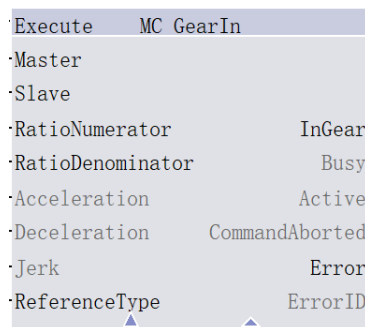 Execute MC GearIn
Master
Slave
RatioNumerator InGear
RatioDenominator Busy
Acceleration Active
Deceleration CommandAborted
Jerk Error
ReferenceType ErrorID